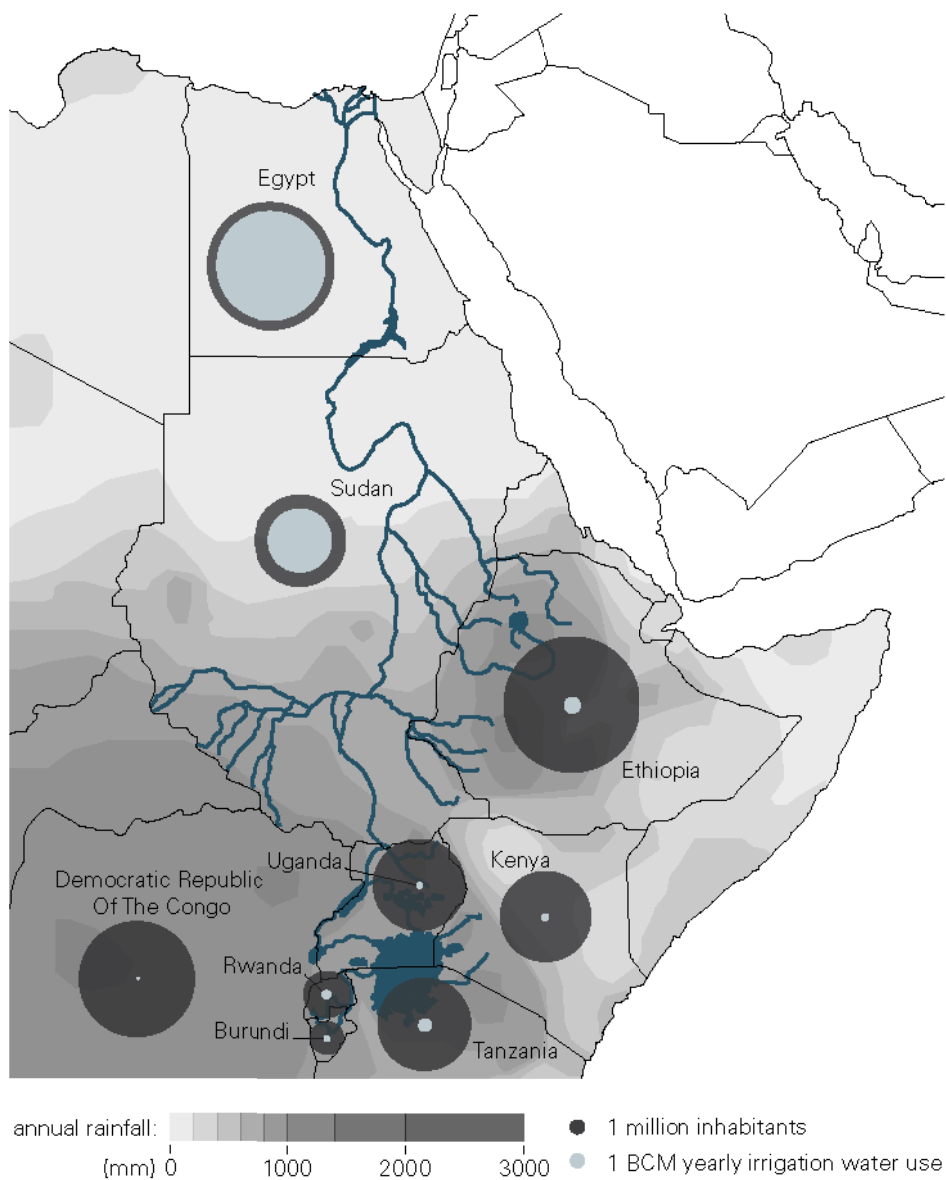 Egypt
Sudan
Ethiopia
Uganda
Kenya
Democratic Republic
Of The Congo
Rwanda
Burundi
Tanzania
annual rainfall:
1 million inhabitants
(mm) 0 1000 2000 3000
1 BCM yearly irrigation water use